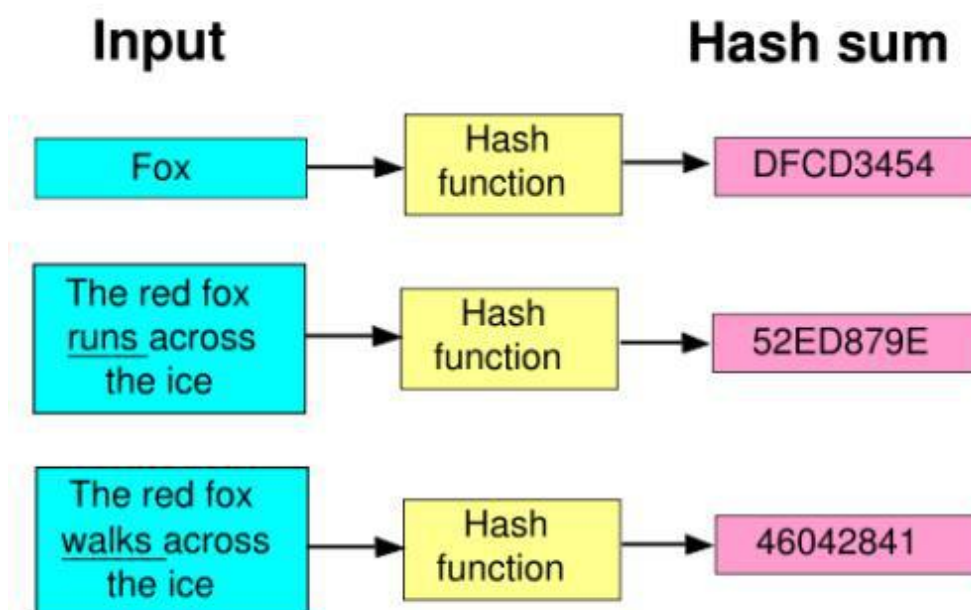 Input
Hash sum
Fox
Hash
function
DFCD3454
The red fox
runs across
the ice
Hash
function
52ED879E
The red fox
walks across
the ice
Hash
function
46042841